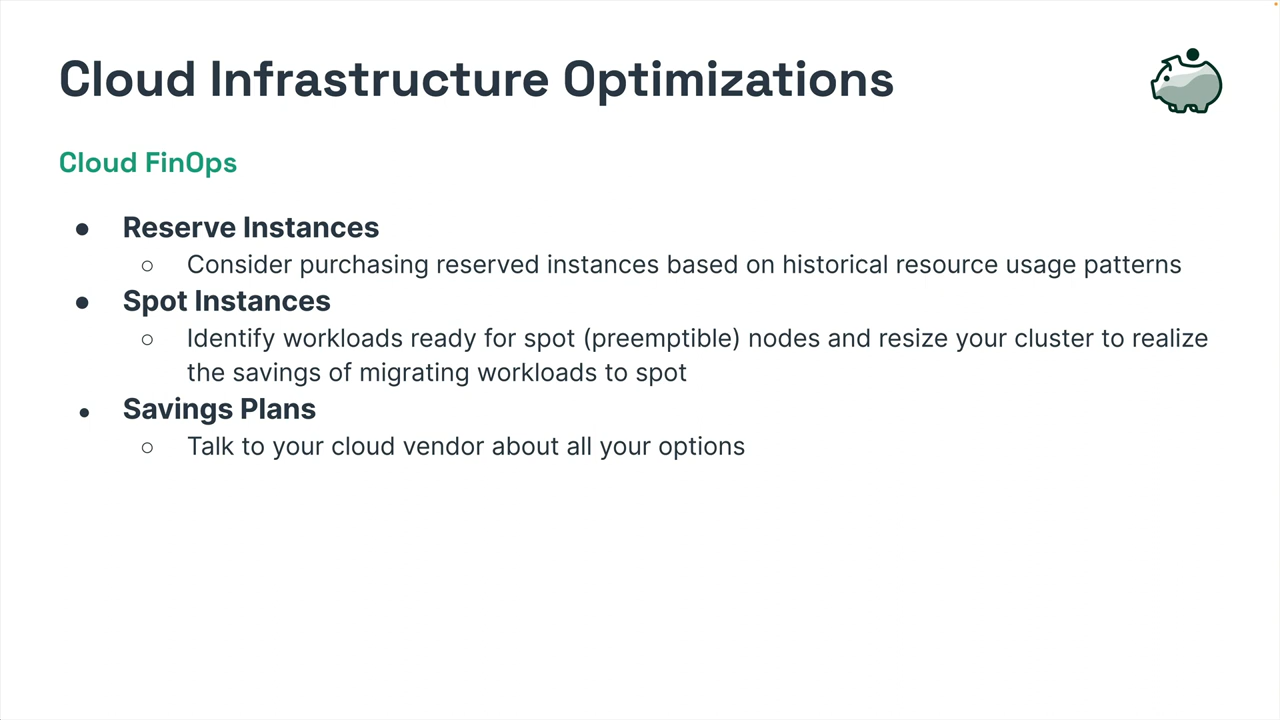 Cloud Infrastructure Optimizations
Cloud FinOps
● Reserve Instances
○ Consider purchasing reserved instances based on historical resource usage patterns
● Spot Instances
○ Identify workloads ready for spot (preemptible) nodes and resize your cluster to realize
the savings of migrating workloads to spot
● Savings Plans
○ Talk to your cloud vendor about all your options